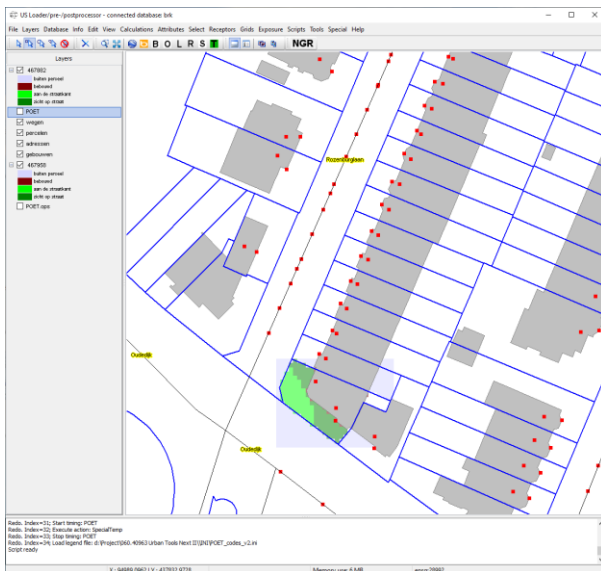 US Loader/pre-/postprocessor - connected database: brk
File Layers Database Info Edit View Calculations Attributes Select Receptors Grids Exposure Scripts Tools Special Help
B O L R S T NGR
Layers
467882
buiten perceel
bebouwd
aan de straatkant
zicht op straat
POET
wegen
percelen
adressen
gebouwen
467958
buiten perceel
bebouwd
aan de straatkant
zicht op straat
POET.ops
Rozenburglaan
Oudedijk
Oudedijk
Redo. Index=31; Start timing: POET
Redo. Index=32; Execute action: SpecialTemp
Redo. Index=33; Stop timing: POET
Redo. Index=34; Load legend file: d:\Project\060.40963 Urban Tools Next II\INI\POET_codes_v2.ini
Script ready